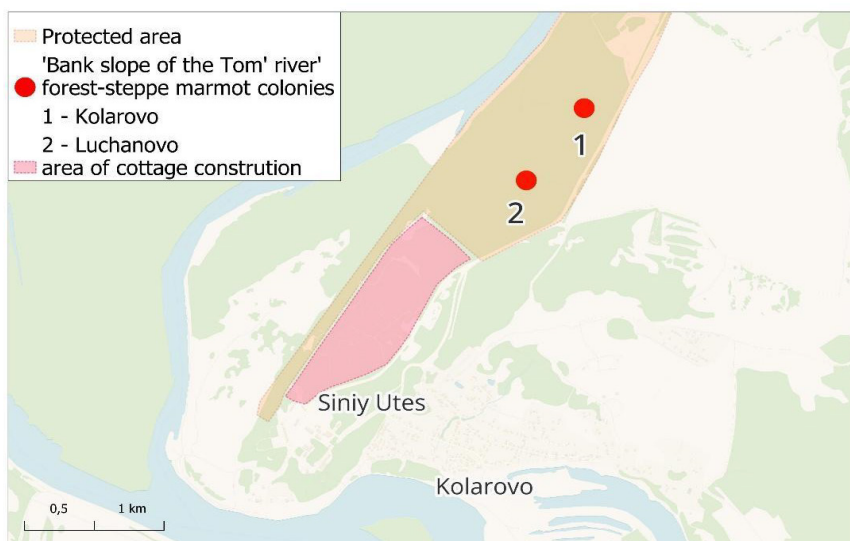 Protected area
'Bank slope of the Tom' river'
forest-steppe marmot colonies
1 - Kolarovo
2 - Luchanovo
area of cottage constrution
1
2
Siniy Utes
Kolarovo
0,5 1 km